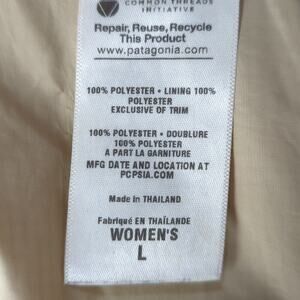 COMMON THREADS
INITIATIVE
Repair, Reuse, Recycle
This Product
www.patagonia.com
100% POLYESTER • LINING 100%
POLYESTER
EXCLUSIVE OF TRIM
100% POLYESTER • DOUBLURE
100% POLYESTER
A PART LA GARNITURE
MFG DATE AND LOCATION AT
PCPSIA.COM
Made in THAILAND
Fabriqué EN THAÏLANDE
WOMEN'S
L